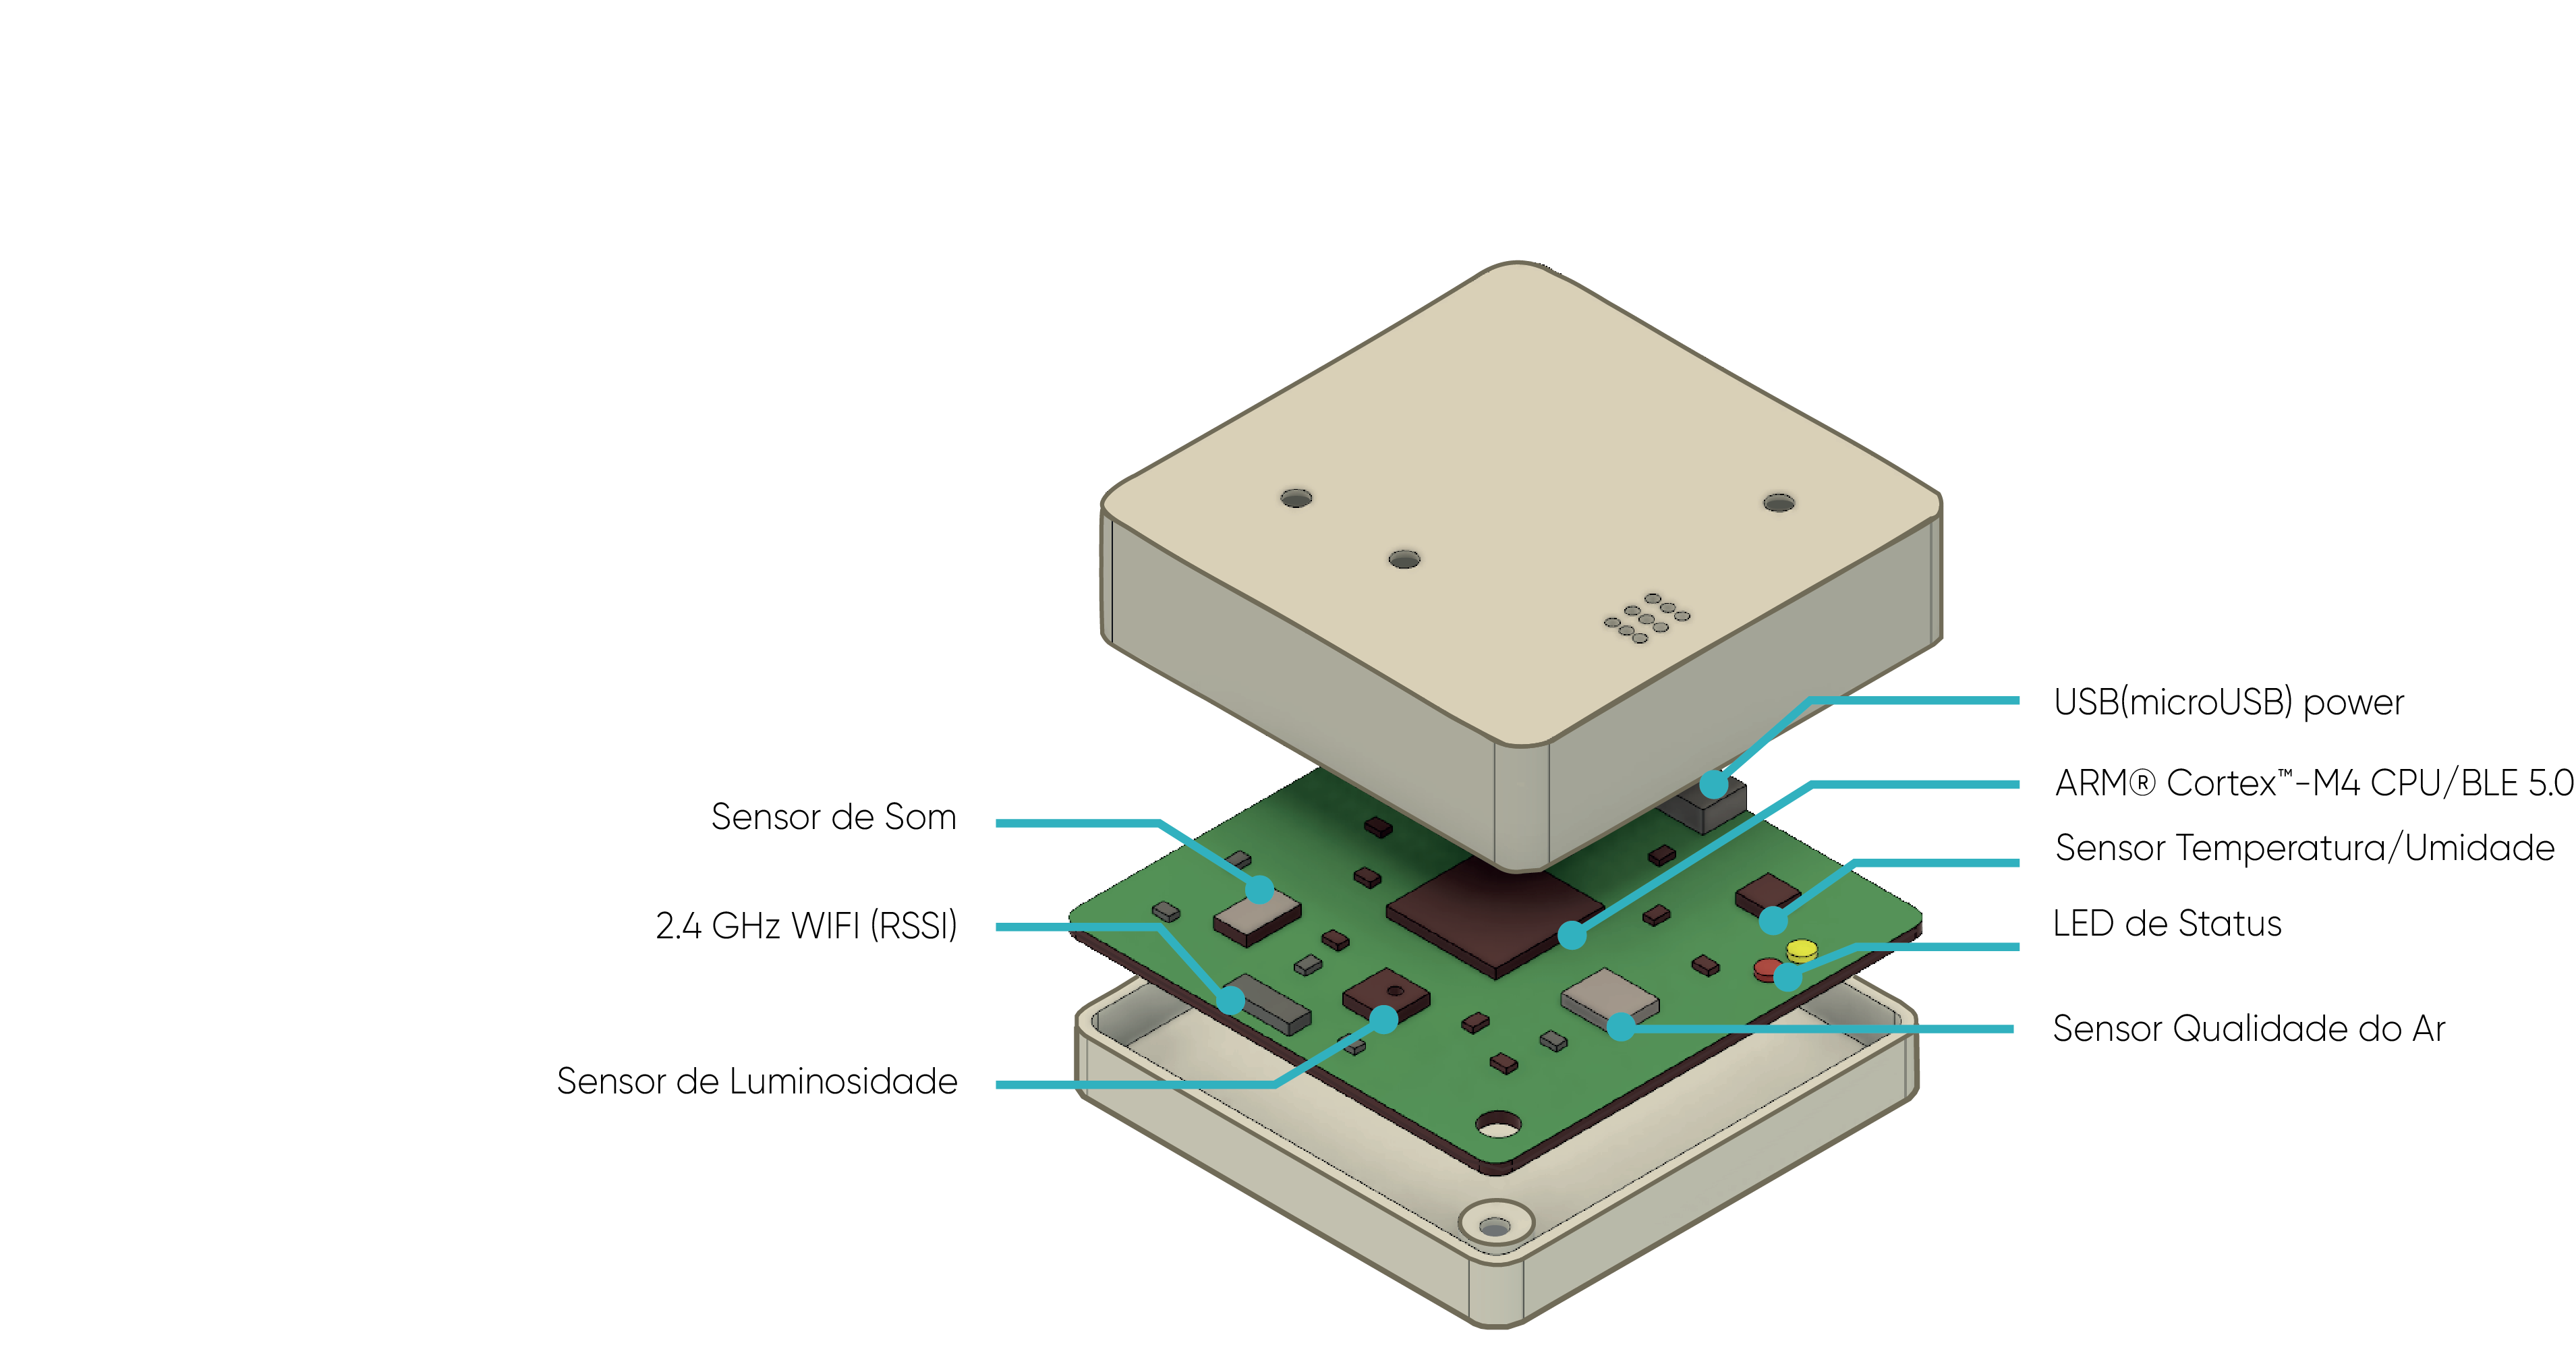 USB(microUSB) power
ARM® Cortex™-M4 CPU/BLE 5.0
Sensor de Som
Sensor Temperatura/Umidade
2.4 GHz WIFI (RSSI)
LED de Status
Sensor Qualidade do Ar
Sensor de Luminosidade